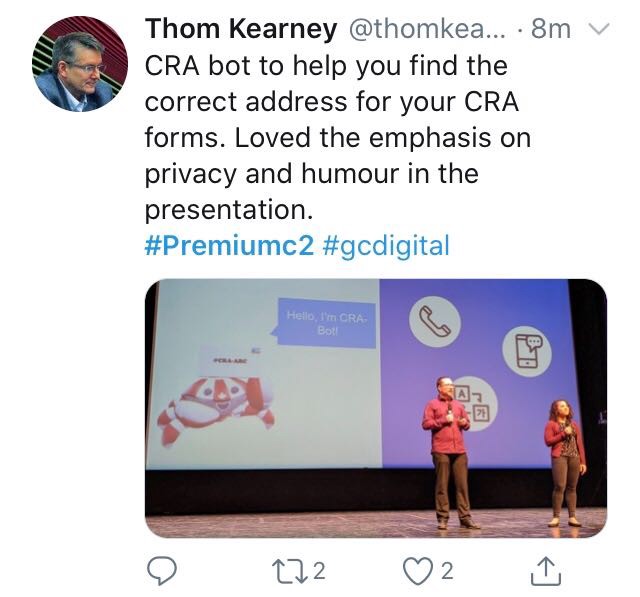 Thom Kearney @thomkea... · 8m
CRA bot to help you find the
correct address for your CRA
forms. Loved the emphasis on
privacy and humour in the
presentation.
#Premiumc2 #gcdigital
Hello, I'm CRA-
Bot!
#CRA-ARC
A
가
2
2